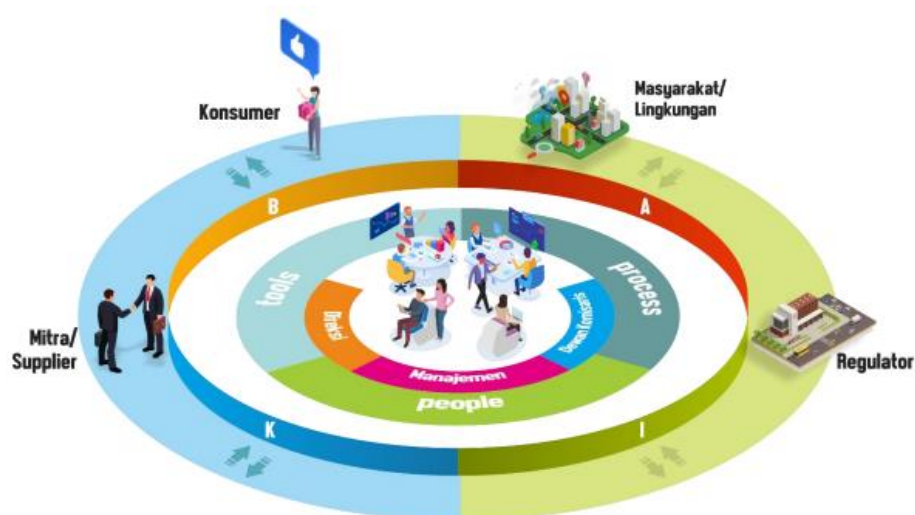 Konsumer
Masyarakat/
Lingkungan
B
A
tools
process
Direksi
Dewan Komisaris
Mitra/
Supplier
Regulator
Manajemen
people
K
I